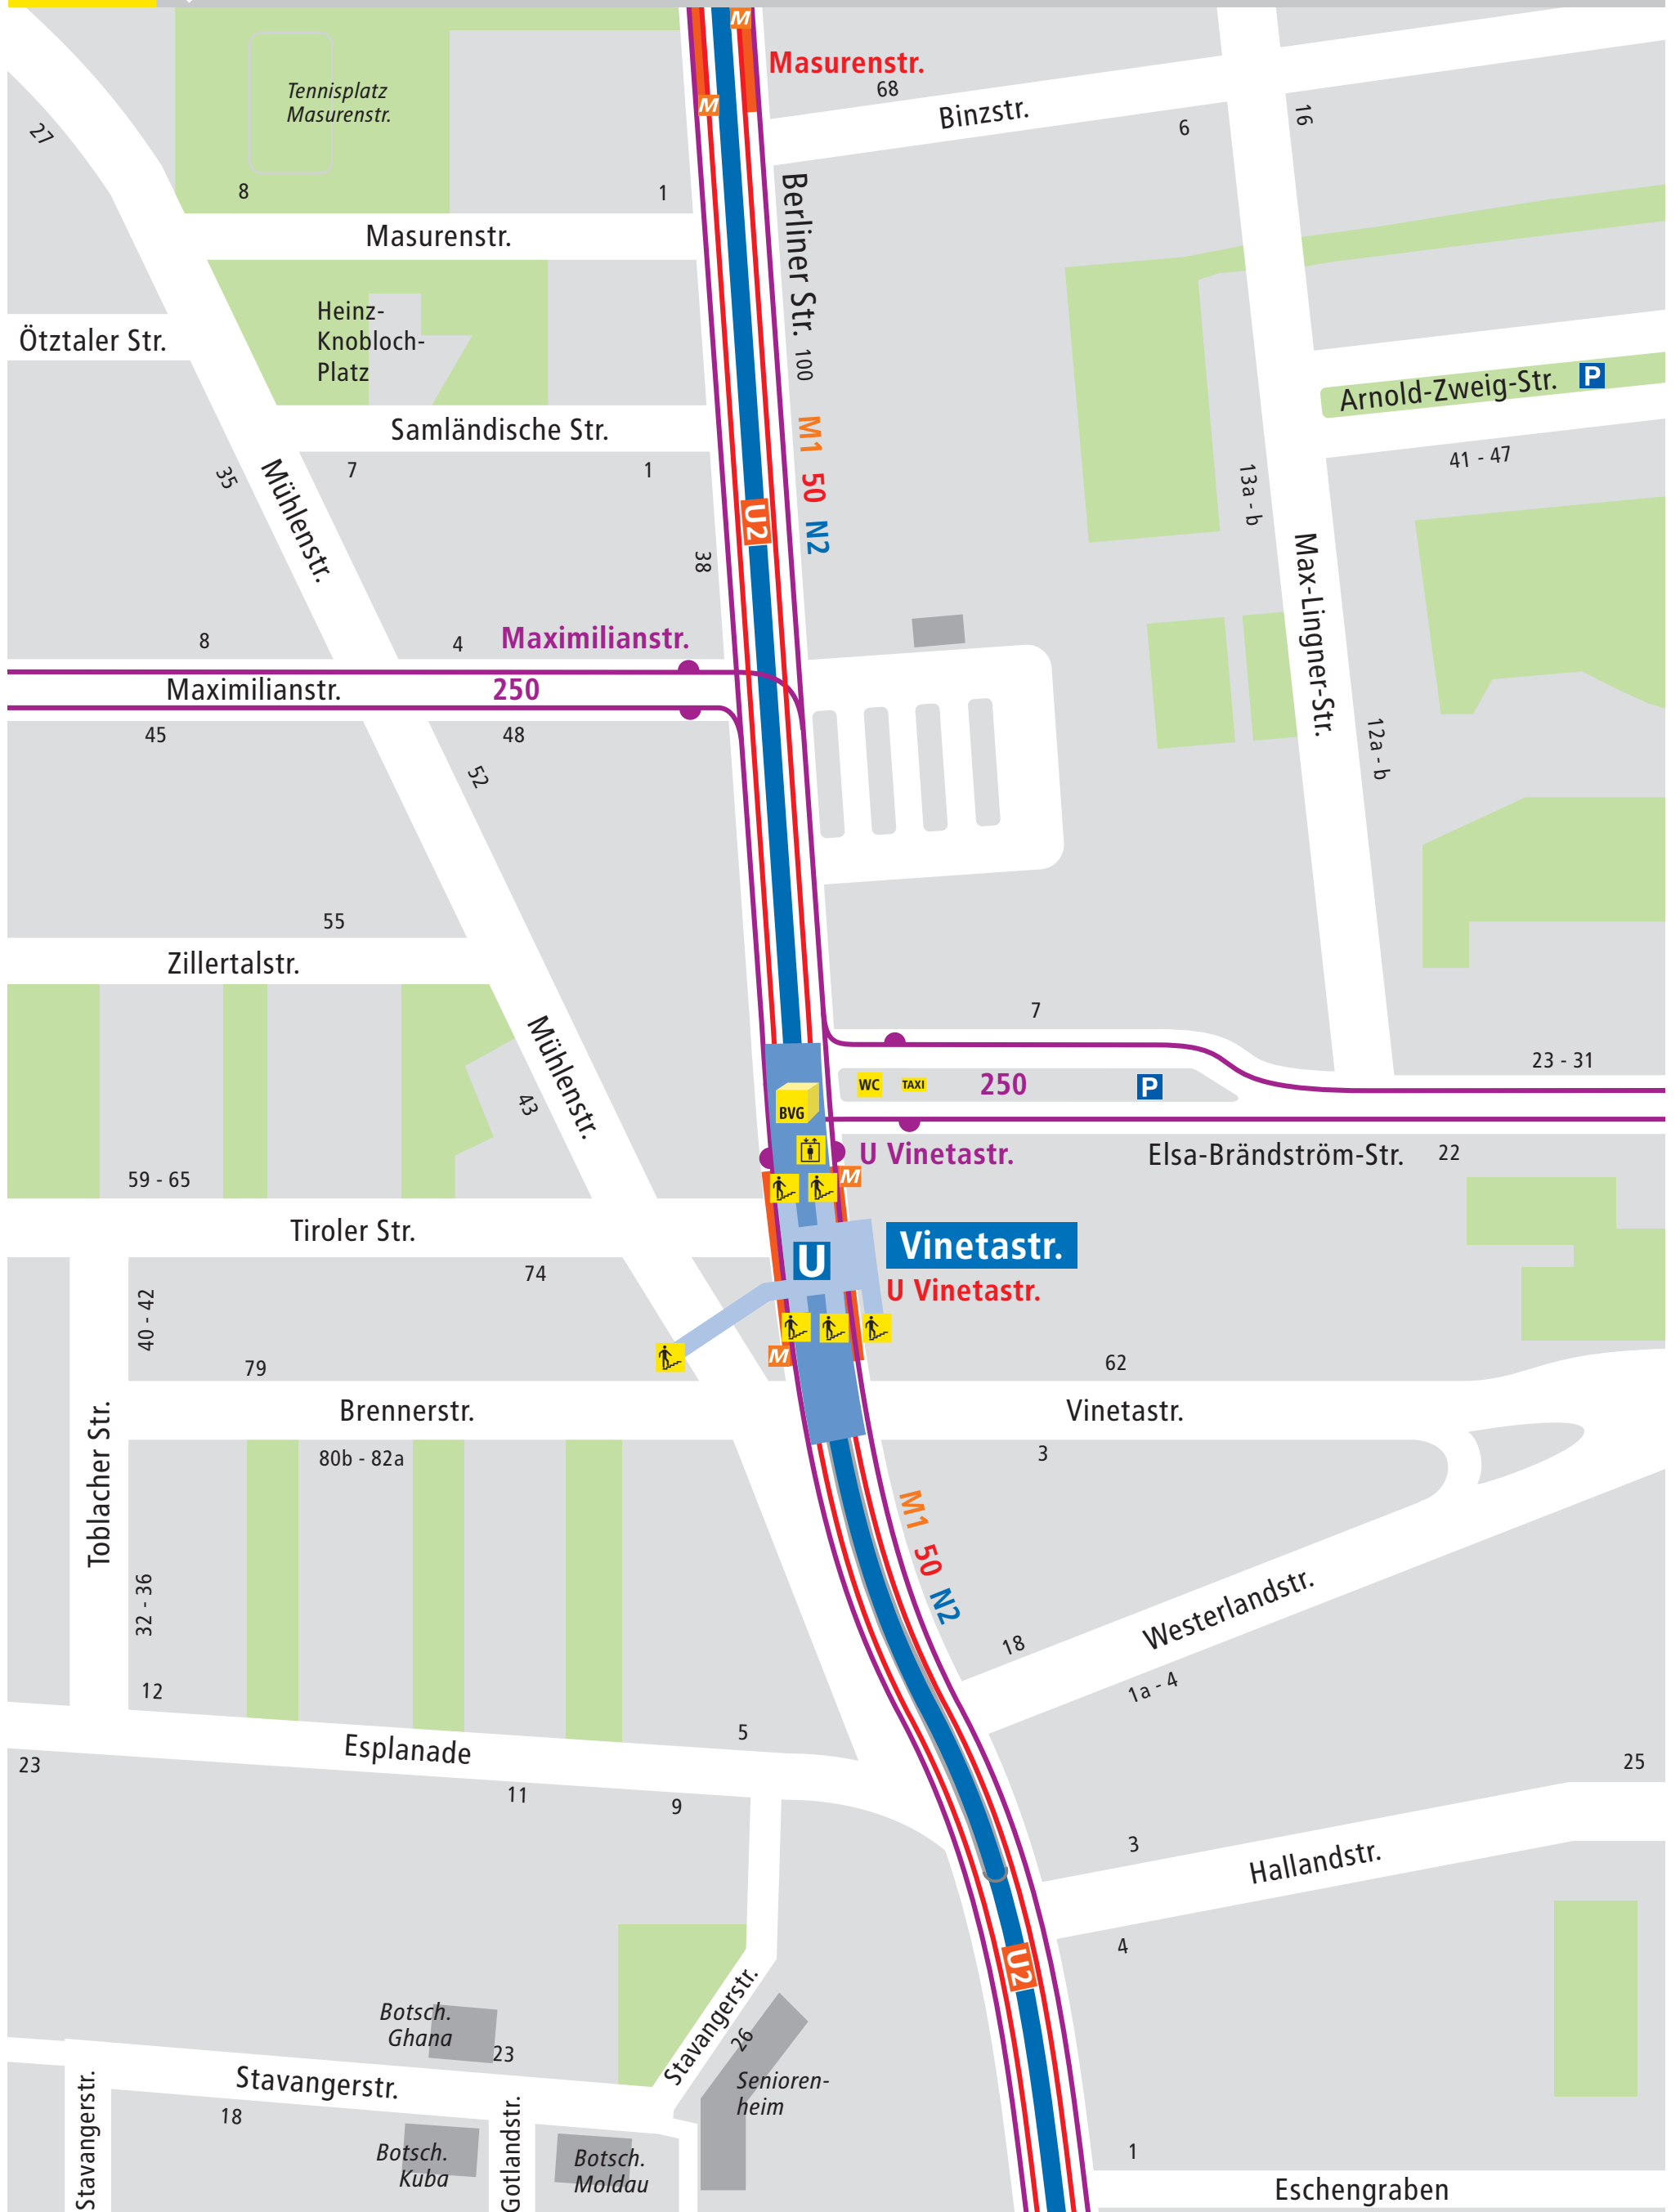 M
Masurenstr.
68
Binzstr.
6
16
27
Tennisplatz
Masurenstr.
M
8
1
Masurenstr.
Berliner Str.
100
Heinz-
Knobloch-
Platz
Ötztaler Str.
Arnold-Zweig-Str.
P
Samländische Str.
M1 50 N2
41 - 47
35
7
1
Mühlenstr.
13a - b
U2
38
Max-Lingner-Str.
8
4
Maximilianstr.
Maximilianstr.
250
45
48
52
12a - b
55
Zillertalstr.
7
Mühlenstr.
43
23 - 31
WC
TAXI
250
P
BVG
U Vinetastr.
Elsa-Brändström-Str.
22
M
59 - 65
Tiroler Str.
U
Vinetastr.
U Vinetastr.
74
40 - 42
M
79
62
Brennerstr.
Vinetastr.
Toblacher Str.
80b - 82a
3
M1 50 N2
32 - 36
Westerlandstr.
18
1a - 4
12
5
Esplanade
23
11
9
25
3
Hallandstr.
4
U2
Stavangerstr.
26
Botsch.
Ghana
23
Stavangerstr.
18
Senioren-
heim
Stavangerstr.
Gotlandstr.
Botsch.
Kuba
Botsch.
Moldau
1
Eschengraben